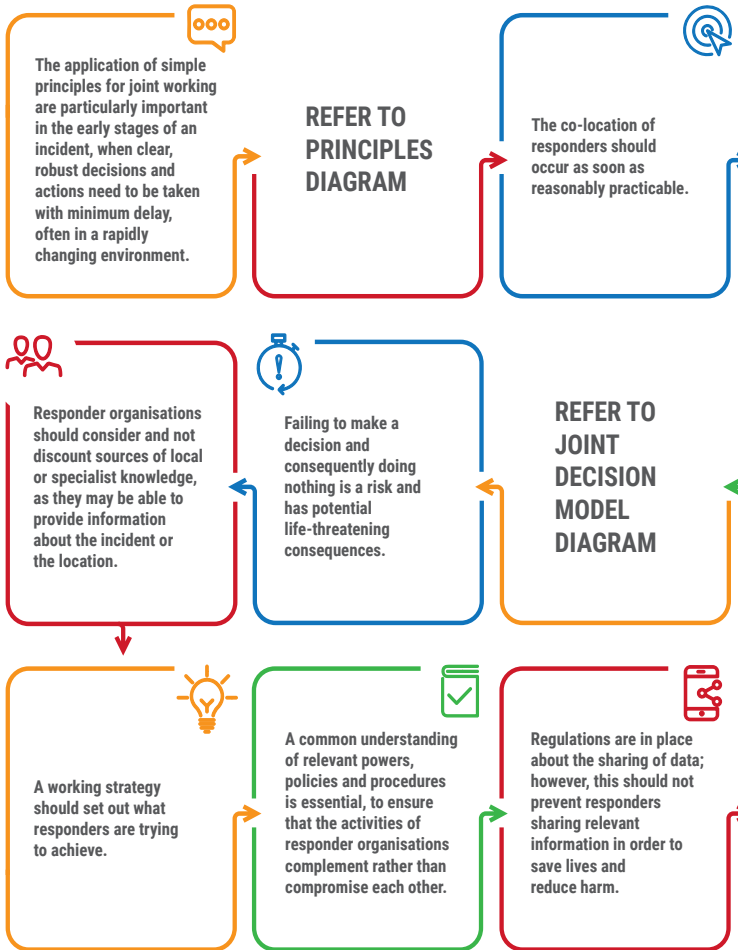 The application of simple
principles for joint working
are particularly important
in the early stages of an
incident, when clear,
robust decisions and
actions need to be taken
with minimum delay,
often in a rapidly
changing environment.
REFER TO
PRINCIPLES
DIAGRAM
The co-location of
responders should
occur as soon as
reasonably practicable.
Responder organisations
should consider and not
discount sources of local
or specialist knowledge,
as they may be able to
provide information
about the incident or
the location.
Failing to make a
decision and
consequently doing
nothing is a risk and
has potential
life-threatening
consequences.
REFER TO
JOINT
DECISION
MODEL
DIAGRAM
A working strategy
should set out what
responders are trying
to achieve.
A common understanding
of relevant powers,
policies and procedures
is essential, to ensure
that the activities of
responder organisations
complement rather than
compromise each other.
Regulations are in place
about the sharing of data;
however, this should not
prevent responders
sharing relevant
information in order to
save lives and
reduce harm.